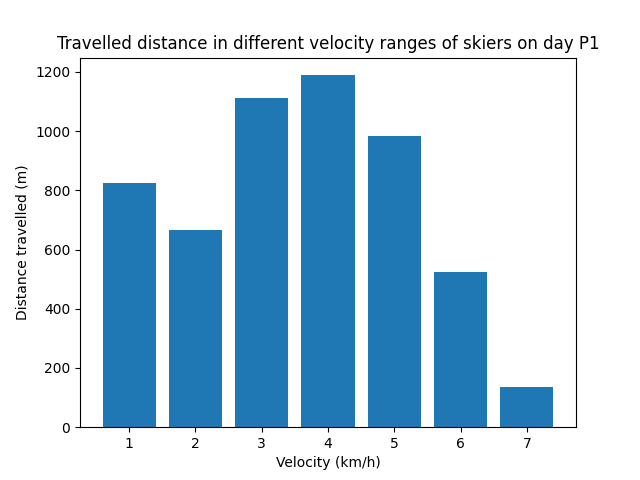 Travelled distance in different velocity ranges of skiers on day P1
1200
1000
800
600
400
200
0
Distance travelled (m)
1 2 3 4 5 6 7
Velocity (km/h)